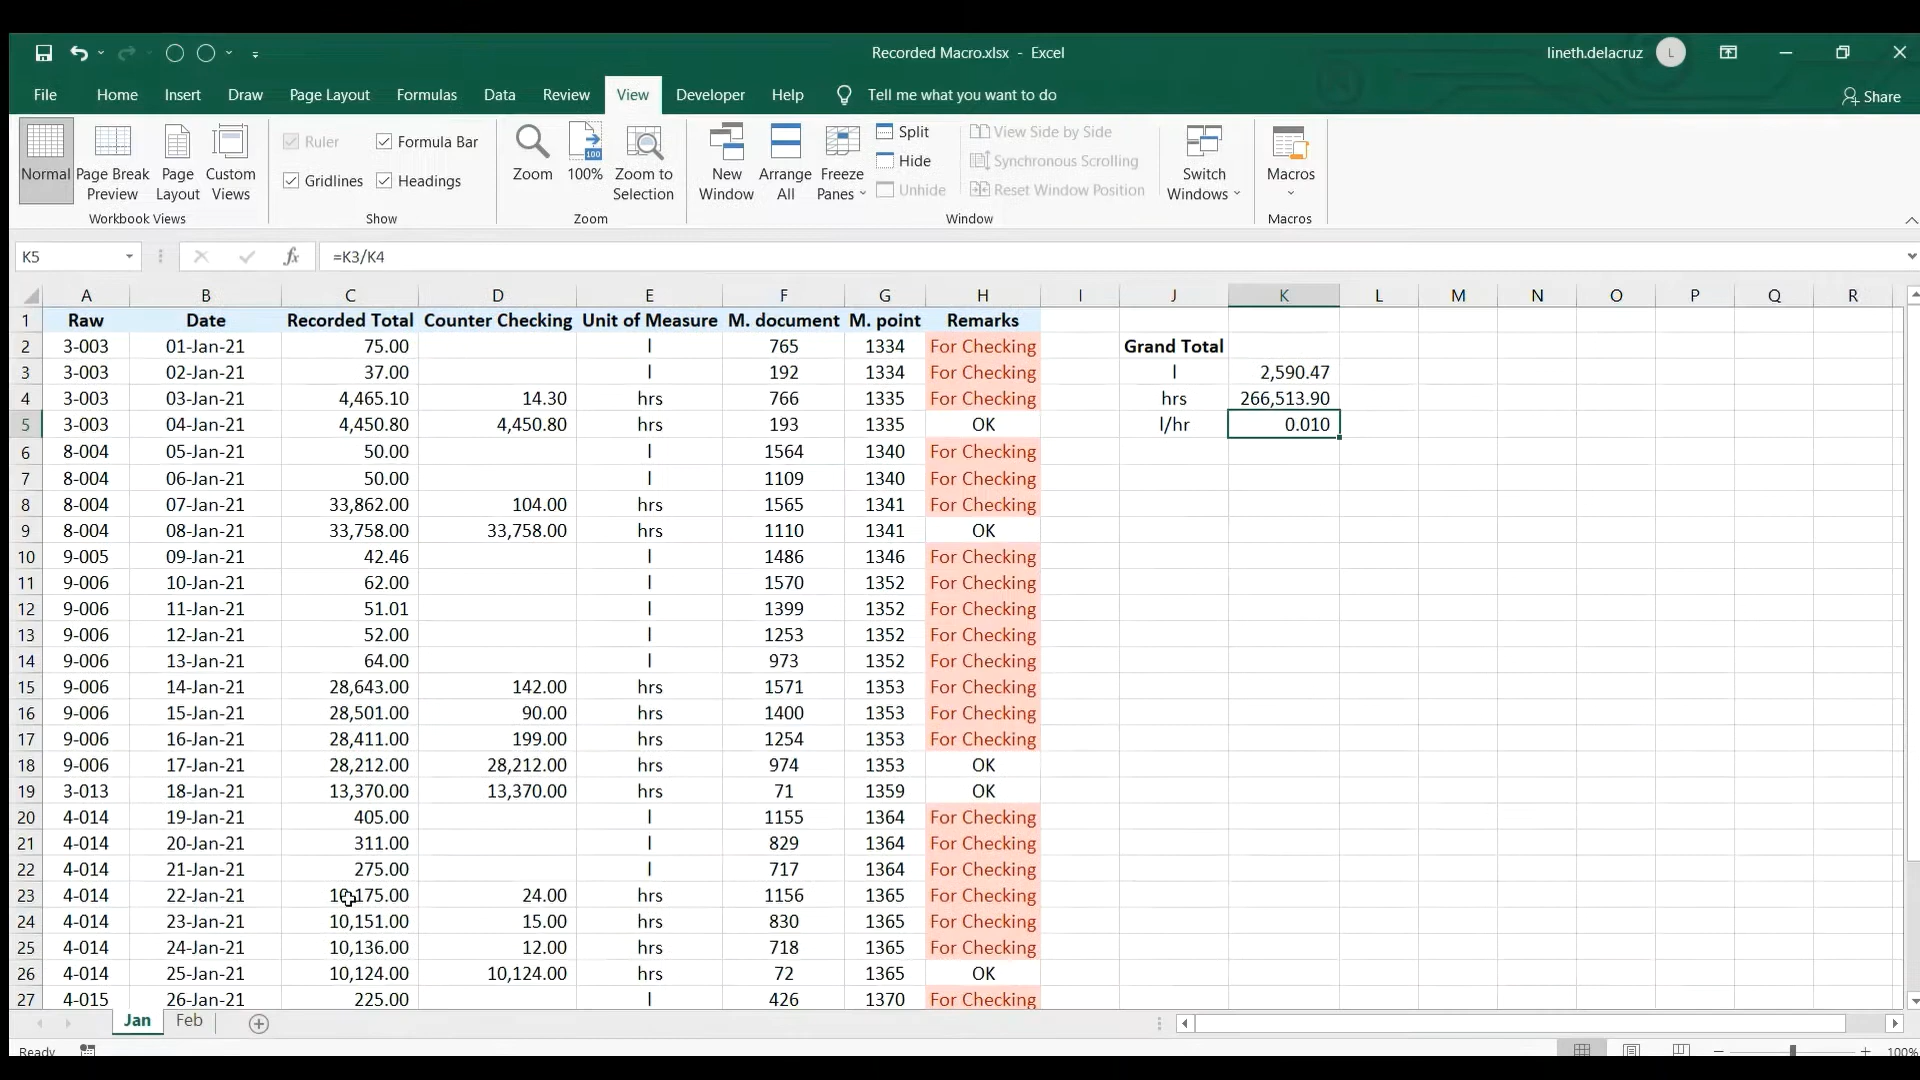 Recorded Macro.xlsx - Excel
lineth.delacruz L
File Home Insert Draw Page Layout Formulas Data Review View Developer Help Tell me what you want to do Share
Normal Page Break Preview Page Layout Custom Views
Workbook Views
Ruler Formula Bar
Gridlines Headings
Show
Zoom 100% Zoom to Selection
Zoom
New Window Arrange All Freeze Panes
Split
Hide
Unhide
View Side by Side
Synchronous Scrolling
Reset Window Position
Switch Windows
Window
Macros
Macros
K5 fx =K3/K4
A B C D E F G H I J K L M N O P Q R
1 Raw Date Recorded Total Counter Checking Unit of Measure M. document M. point Remarks
2 3-003 01-Jan-21 75.00 l 765 1334 For Checking Grand Total
3 3-003 02-Jan-21 37.00 l 192 1334 For Checking l 2,590.47
4 3-003 03-Jan-21 4,465.10 14.30 hrs 766 1335 For Checking hrs 266,513.90
5 3-003 04-Jan-21 4,450.80 4,450.80 hrs 193 1335 OK l/hr 0.010
6 8-004 05-Jan-21 50.00 l 1564 1340 For Checking
7 8-004 06-Jan-21 50.00 l 1109 1340 For Checking
8 8-004 07-Jan-21 33,862.00 104.00 hrs 1565 1341 For Checking
9 8-004 08-Jan-21 33,758.00 33,758.00 hrs 1110 1341 OK
10 9-005 09-Jan-21 42.46 l 1486 1346 For Checking
11 9-006 10-Jan-21 62.00 l 1570 1352 For Checking
12 9-006 11-Jan-21 51.01 l 1399 1352 For Checking
13 9-006 12-Jan-21 52.00 l 1253 1352 For Checking
14 9-006 13-Jan-21 64.00 l 973 1352 For Checking
15 9-006 14-Jan-21 28,643.00 142.00 hrs 1571 1353 For Checking
16 9-006 15-Jan-21 28,501.00 90.00 hrs 1400 1353 For Checking
17 9-006 16-Jan-21 28,411.00 199.00 hrs 1254 1353 For Checking
18 9-006 17-Jan-21 28,212.00 28,212.00 hrs 974 1353 OK
19 3-013 18-Jan-21 13,370.00 13,370.00 hrs 71 1359 OK
20 4-014 19-Jan-21 405.00 l 1155 1364 For Checking
21 4-014 20-Jan-21 311.00 l 829 1364 For Checking
22 4-014 21-Jan-21 275.00 l 717 1364 For Checking
23 4-014 22-Jan-21 10,175.00 24.00 hrs 1156 1365 For Checking
24 4-014 23-Jan-21 10,151.00 15.00 hrs 830 1365 For Checking
25 4-014 24-Jan-21 10,136.00 12.00 hrs 718 1365 For Checking
26 4-014 25-Jan-21 10,124.00 10,124.00 hrs 72 1365 OK
27 4-015 26-Jan-21 225.00 l 426 1370 For Checking
Jan Feb
Ready 100%